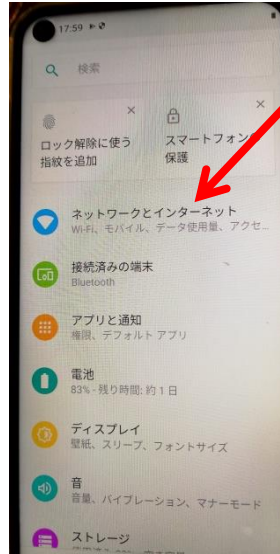 17:59
検索
ロック解除に使う
指紋を追加
スマートフォン
保護
ネットワークとインターネット
Wi-Fi、モバイル、データ使用量、アクセ…
接続済みの端末
Bluetooth
アプリと通知
権限、デフォルト アプリ
電池
83% - 残り時間: 約 1 日
ディスプレイ
壁紙、スリープ、フォントサイズ
音
音量、バイブレーション、マナーモード
ストレージ